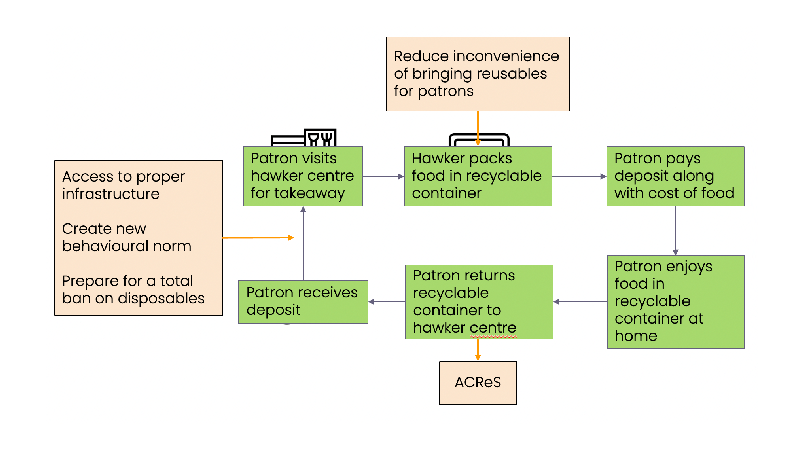 Reduce inconvenience
of bringing reusables
for patrons
Patron visits
hawker centre
for takeaway
Hawker packs
food in recyclable
container
Patron pays
deposit along
with cost of food
Access to proper
infrastructure
Create new
behavioural norm
Prepare for a total
ban on disposables
Patron enjoys
food in
recyclable
container at
home
Patron returns
recyclable
container to
hawker centre
Patron receives
deposit
ACReS